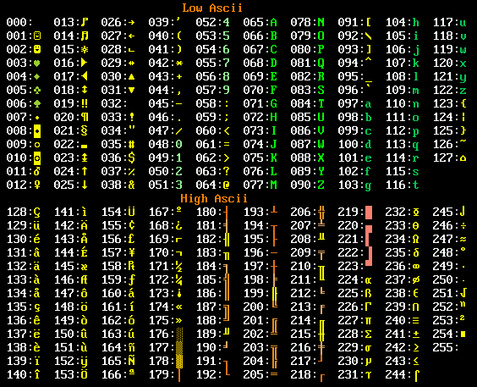 Low Ascii
000: 013:♪ 026:→ 039:' 052:4 065:A 078:N 091:[ 104:h 117:u
001:☺ 014:♫ 027:← 040:( 053:5 066:B 079:O 092:\ 105:i 118:v
002:☻ 015:☼ 028:∟ 041:) 054:6 067:C 080:P 093:] 106:j 119:w
003:♥ 016:► 029:↔ 042:* 055:7 068:D 081:Q 094:^ 107:k 120:x
004:♦ 017:◄ 030:▲ 043:+ 056:8 069:E 082:R 095:_ 108:l 121:y
005:♣ 018:↕ 031:▼ 044:, 057:9 070:F 083:S 096:` 109:m 122:z
006:♠ 019:‼ 032: 045:- 058:: 071:G 084:T 097:a 110:n 123:{
007:• 020:¶ 033:! 046:. 059:; 072:H 085:U 098:b 111:o 124:¦
008:◘ 021:§ 034:" 047:/ 060:< 073:I 086:V 099:c 112:p 125:}
009:○ 022:▬ 035:# 048:0 061:= 074:J 087:W 100:d 113:q 126:~
010:◙ 023:↨ 036:$ 049:1 062:> 075:K 088:X 101:e 114:r 127:⌂
011:♂ 024:↑ 037:% 050:2 063:? 076:L 089:Y 102:f 115:s
012:♀ 025:↓ 038:& 051:3 064:@ 077:M 090:Z 103:g 116:t
High Ascii
128:Ç 141:ì 154:Ü 167:º 180:┤ 193:┴ 206:╬ 219:█ 232:Φ 245:⌡
129:ü 142:Ä 155:¢ 168:¿ 181:╡ 194:┬ 207:╧ 220:▄ 233:Θ 246:÷
130:é 143:Å 156:£ 169:⌐ 182:╢ 195:├ 208:╨ 221:▌ 234:Ω 247:≈
131:â 144:É 157:¥ 170:¬ 183:╖ 196:─ 209:╤ 222:▐ 235:δ 248:°
132:ä 145:æ 158:₧ 171:½ 184:╕ 197:┼ 210:╥ 223:▀ 236:∞ 249:∙
133:à 146:Æ 159:ƒ 172:¼ 185:╣ 198:╞ 211:╙ 224:α 237:φ 250:·
134:å 147:ô 160:á 173:¡ 186:║ 199:╟ 212:╘ 225:ß 238:ε 251:√
135:ç 148:ö 161:í 174:« 187:╗ 200:╚ 213:╒ 226:Γ 239:∩ 252:ⁿ
136:ê 149:ò 162:ó 175:» 188:╝ 201:╔ 214:╓ 227:π 240:≡ 253:²
137:ë 150:û 163:ú 176:░ 189:╜ 202:╩ 215:╫ 228:Σ 241:± 254:■
138:è 151:ù 164:ñ 177:▒ 190:╛ 203:╦ 216:╪ 229:σ 242:≥ 255:
139:ï 152:ÿ 165:Ñ 178:▓ 191:┐ 204:╠ 217:┘ 230:µ 243:≤
140:î 153:Ö 166:ª 179:│ 192:└ 205:═ 218:┌ 231:τ 244:⌠